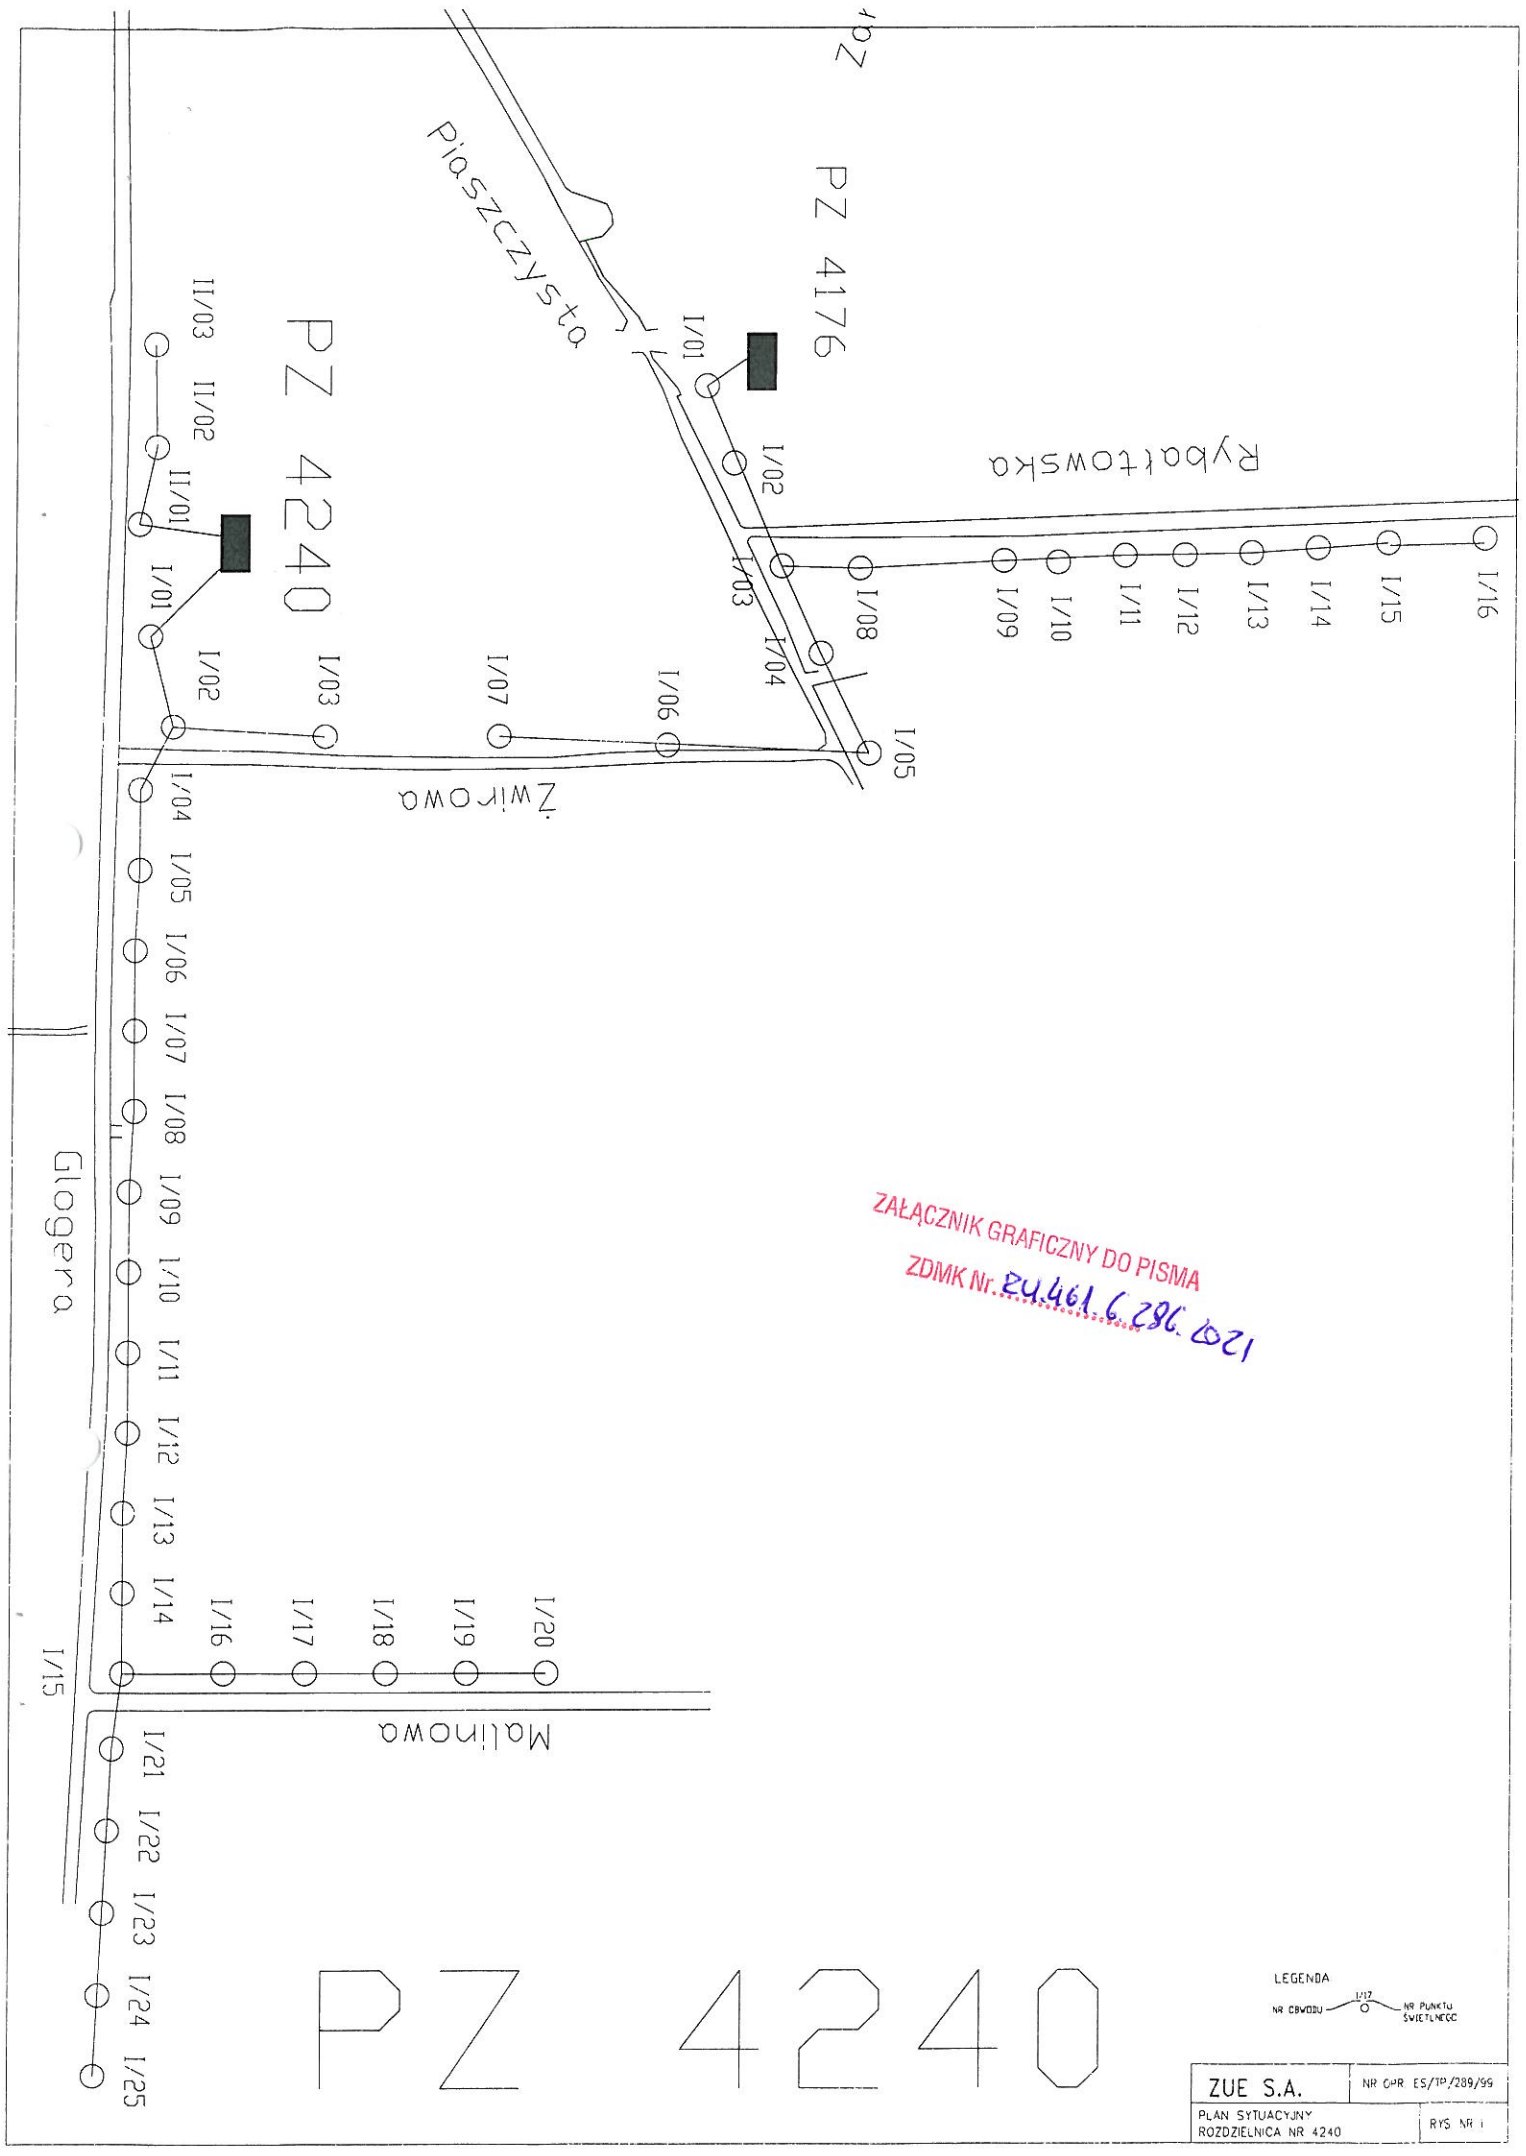 Piaszczysta
PZ 4176
I/01
I/02
I/03
I/04
I/05
I/06
I/07
I/08
I/09
I/10
I/11
I/12
I/13
I/14
I/15
I/16
Rybałtowska
Żwirowa
PZ 4240
II/03
II/02
II/01
I/01
I/02
I/03
I/04
I/05
I/06
I/07
I/08
I/09
I/10
I/11
I/12
I/13
I/14
I/15
I/16
I/17
I/18
I/19
I/20
I/21
I/22
I/23
I/24
I/25
Glogera
Malinowa
ZAŁĄCZNIK GRAFICZNY DO PISMA
ZDMK Nr. 461.6.286.2021
PZ 4240
LEGENDA
NR OBWODU
I/17
NR PUNKTU
ŚWIETLNEGO
ZUE S.A.
NR OPR. ES/TP/289/99
PLAN SYTUACYJNY
ROZDZIELNICA NR 4240
RYS NR 1